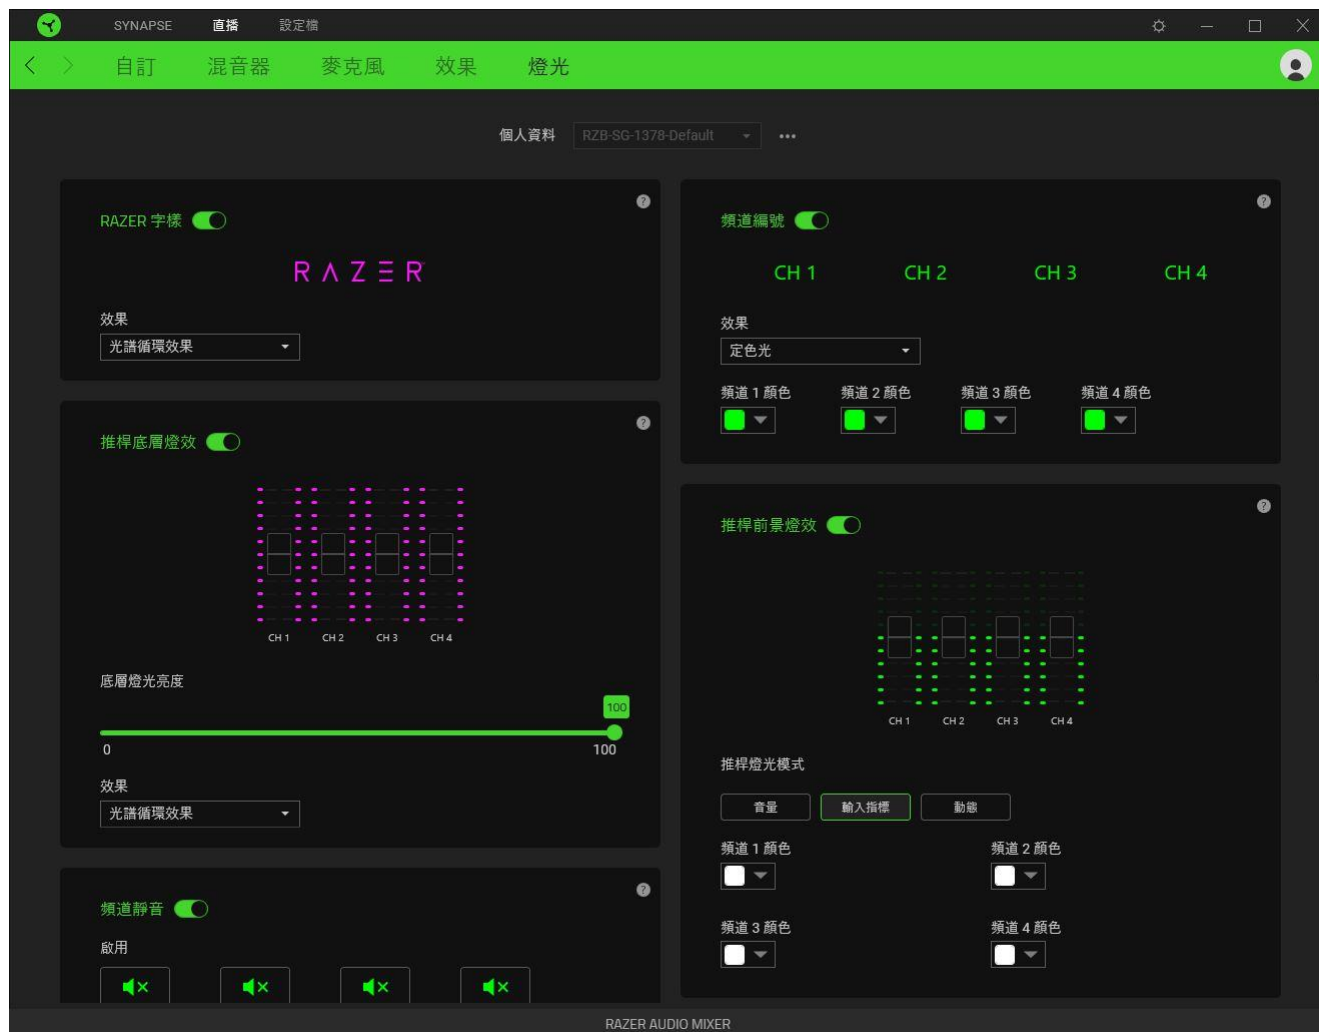 SYNAPSE 直播 設定檔
自訂 混音器 麥克風 效果 燈光
個人資料 RZB-SG-1378-Default
RAZER 字樣
RAZER
效果
光譜循環效果
頻道編號
CH 1 CH 2 CH 3 CH 4
效果
定色光
頻道 1 顏色 頻道 2 顏色 頻道 3 顏色 頻道 4 顏色
推桿底層燈效
CH 1 CH 2 CH 3 CH 4
底層燈光亮度
100
0 100
效果
光譜循環效果
推桿前景燈效
CH 1 CH 2 CH 3 CH 4
推桿燈光模式
音量 輸入指標 動態
頻道 1 顏色 頻道 2 顏色
頻道 3 顏色 頻道 4 顏色
頻道靜音
啟用
RAZER AUDIO MIXER